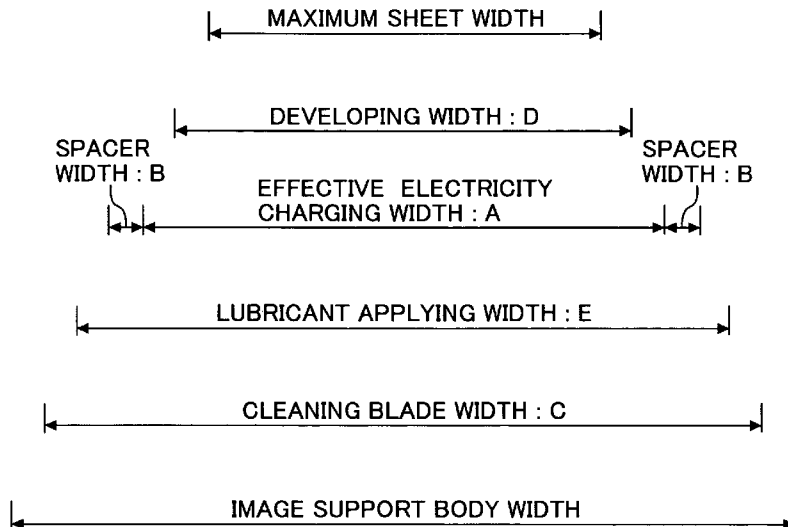 MAXIMUM SHEET WIDTH
DEVELOPING WIDTH : D
SPACER
WIDTH : B
EFFECTIVE ELECTRICITY
CHARGING WIDTH : A
SPACER
WIDTH : B
LUBRICANT APPLYING WIDTH : E
CLEANING BLADE WIDTH : C
IMAGE SUPPORT BODY WIDTH